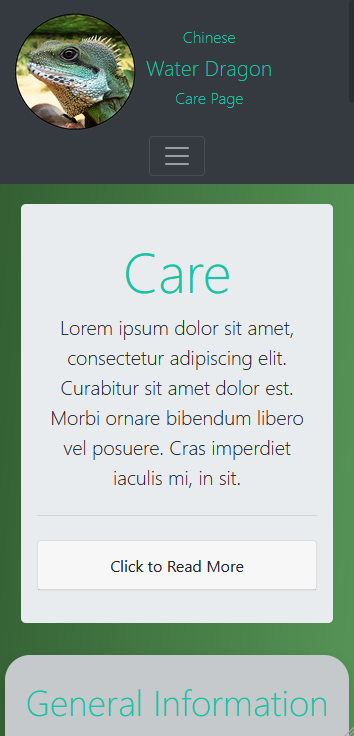 Chinese
Water Dragon
Care Page
Care
Lorem ipsum dolor sit amet,
consectetur adipiscing elit.
Curabitur sit amet dolor est.
Morbi ornare bibendum libero
vel posuere. Cras imperdiet
iaculis mi, in sit.
Click to Read More
General Information